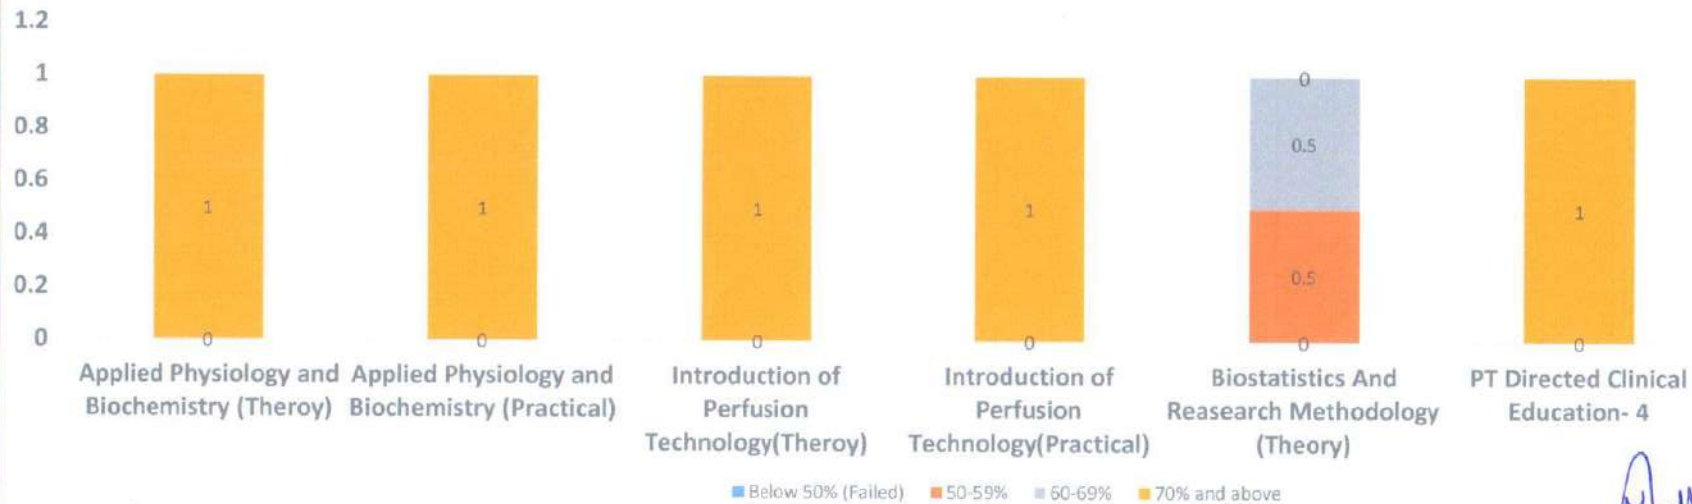 1.2
1
0.8
0.6
0.4
0.2
0
1
0
1
0
1
0
1
0
0
0.5
0.5
0
1
0
Applied Physiology and
Biochemistry (Theroy)
Applied Physiology and
Biochemistry (Practical)
Introduction of
Perfusion
Technology(Theroy)
Introduction of
Perfusion
Technology(Practical)
Biostatistics And
Reasearch Methodology
(Theory)
PT Directed Clinical
Education- 4
Below 50% (Failed) 50-59% 60-69% 70% and above